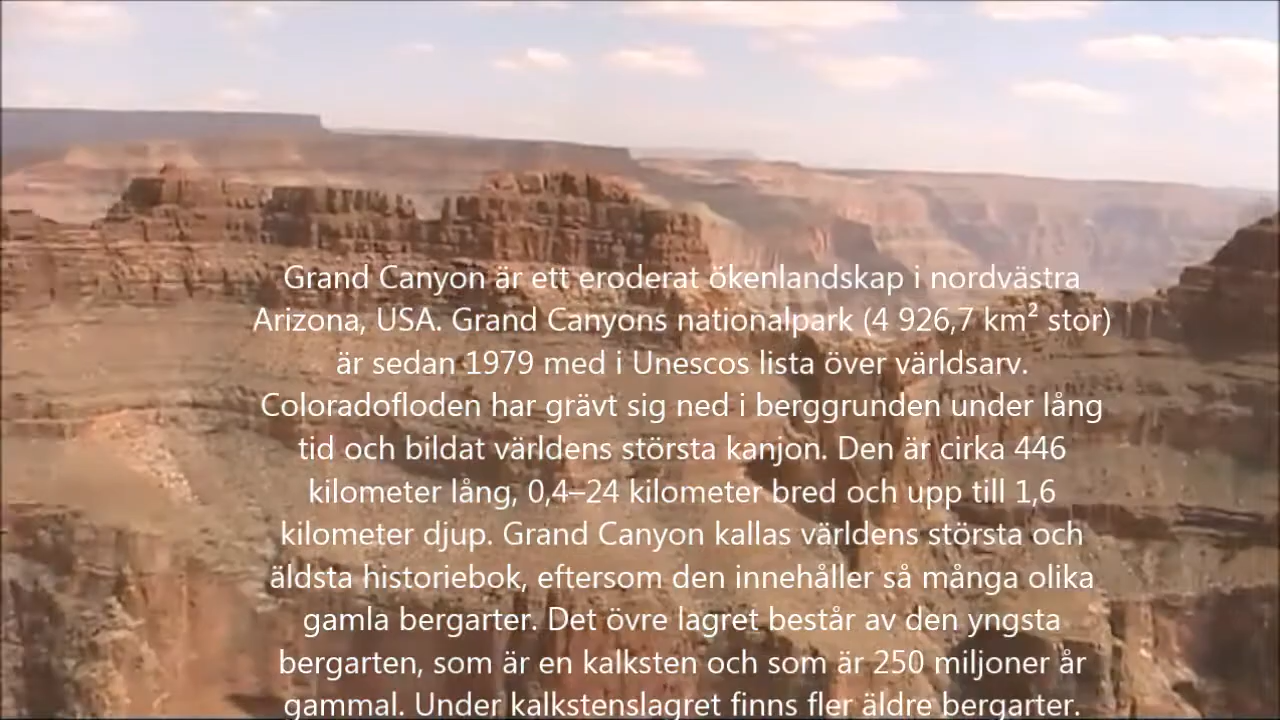 Grand Canyon är ett eroderat ökenlandskap i nordvästra
Arizona, USA. Grand Canyons nationalpark (4 926,7 km² stor)
är sedan 1979 med i Unescos lista över världsarv.
Coloradofloden har grävt sig ned i berggrunden under lång
tid och bildat världens största kanjon. Den är cirka 446
kilometer lång, 0,4–24 kilometer bred och upp till 1,6
kilometer djup. Grand Canyon kallas världens största och
äldsta historiebok, eftersom den innehåller så många olika
gamla bergarter. Det övre lagret består av den yngsta
bergarten, som är en kalksten och som är 250 miljoner år
gammal. Under kalkstenslagret finns fler äldre bergarter.